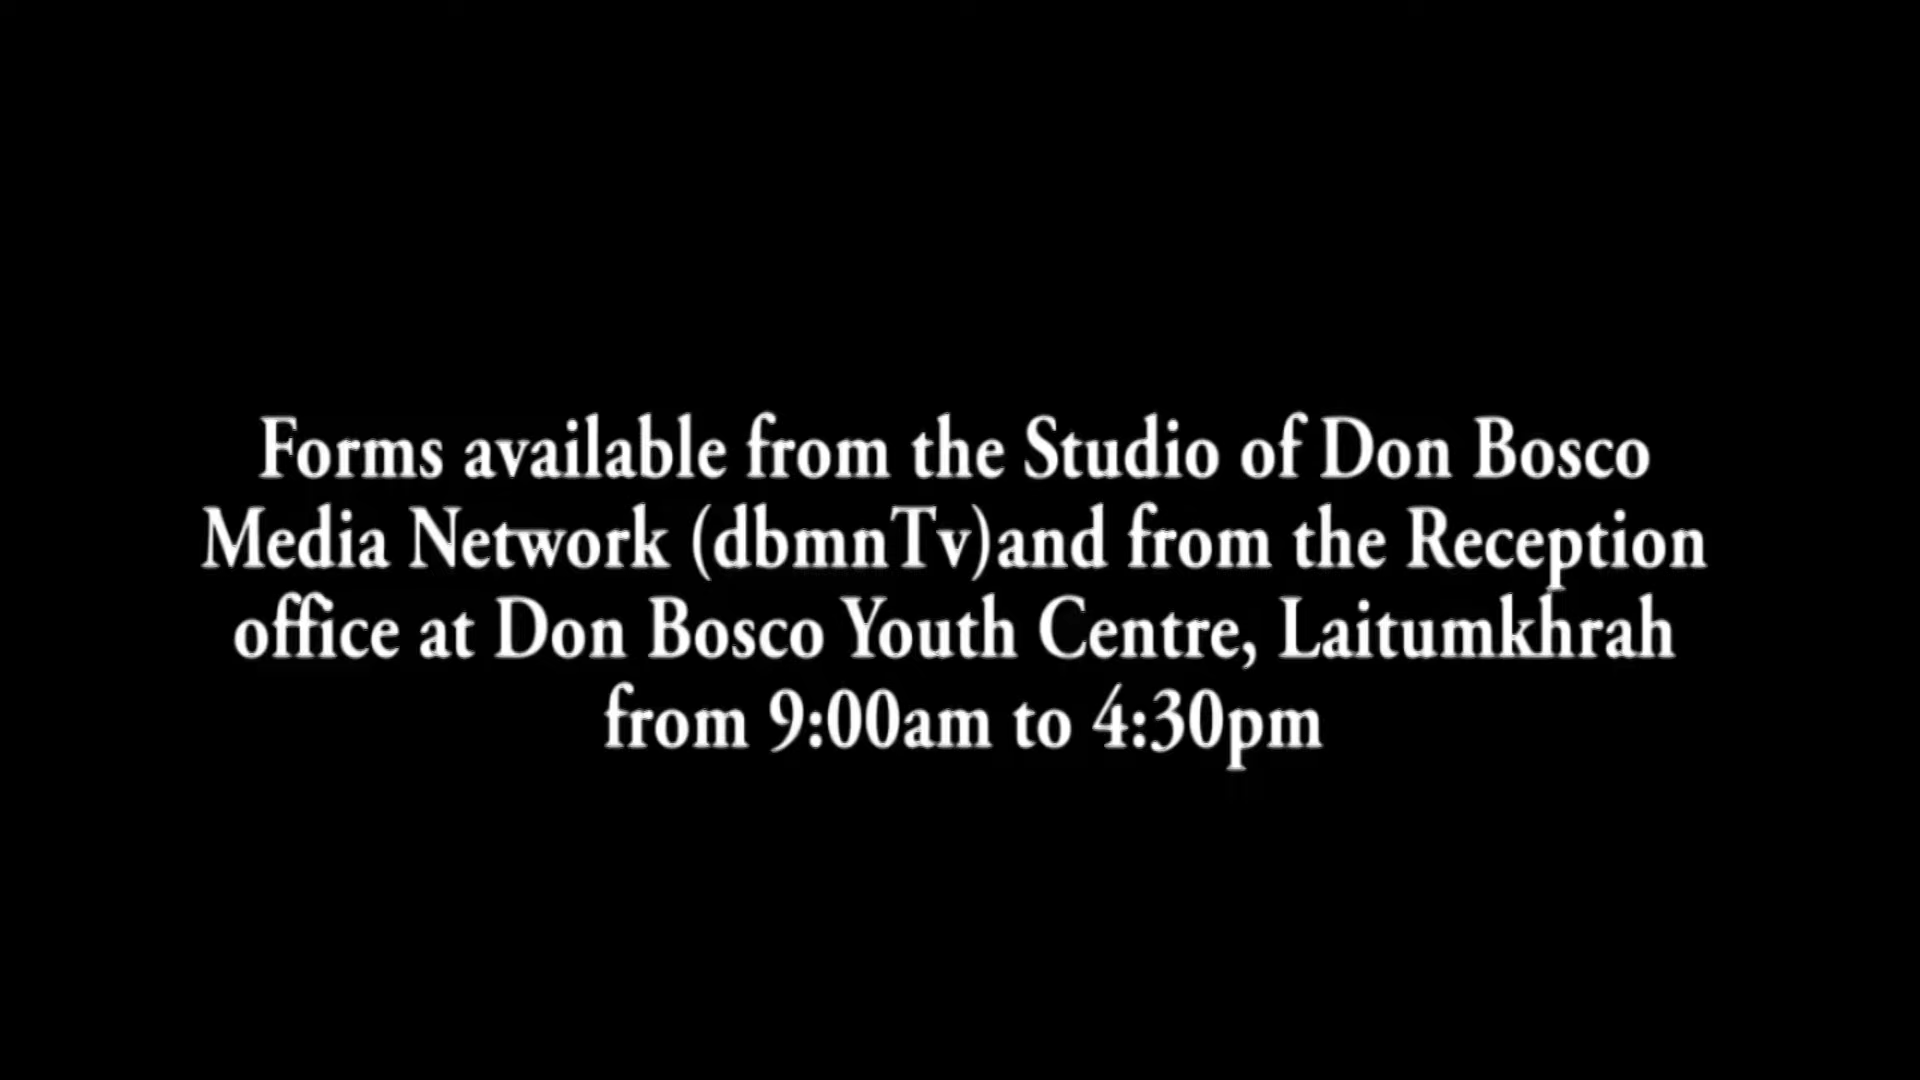 Forms available from the Studio of Don Bosco
Media Network (dbmnTv)and from the Reception
office at Don Bosco Youth Centre, Laitumkhrah
from 9:00am to 4:30pm